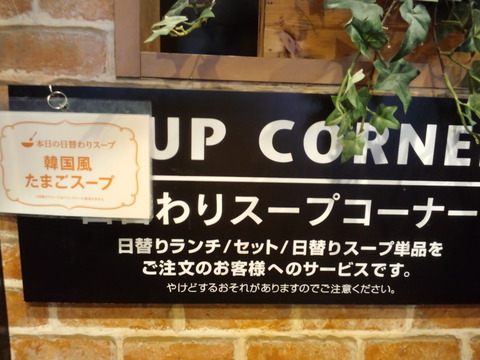 本日の日替わりスープ
韓国風
たまごスープ
UP CORNE
わりスープコーナー
日替りランチ/セット/日替りスープ単品を
ご注文のお客様へのサービスです。
やけどするおそれがありますのでご注意ください。